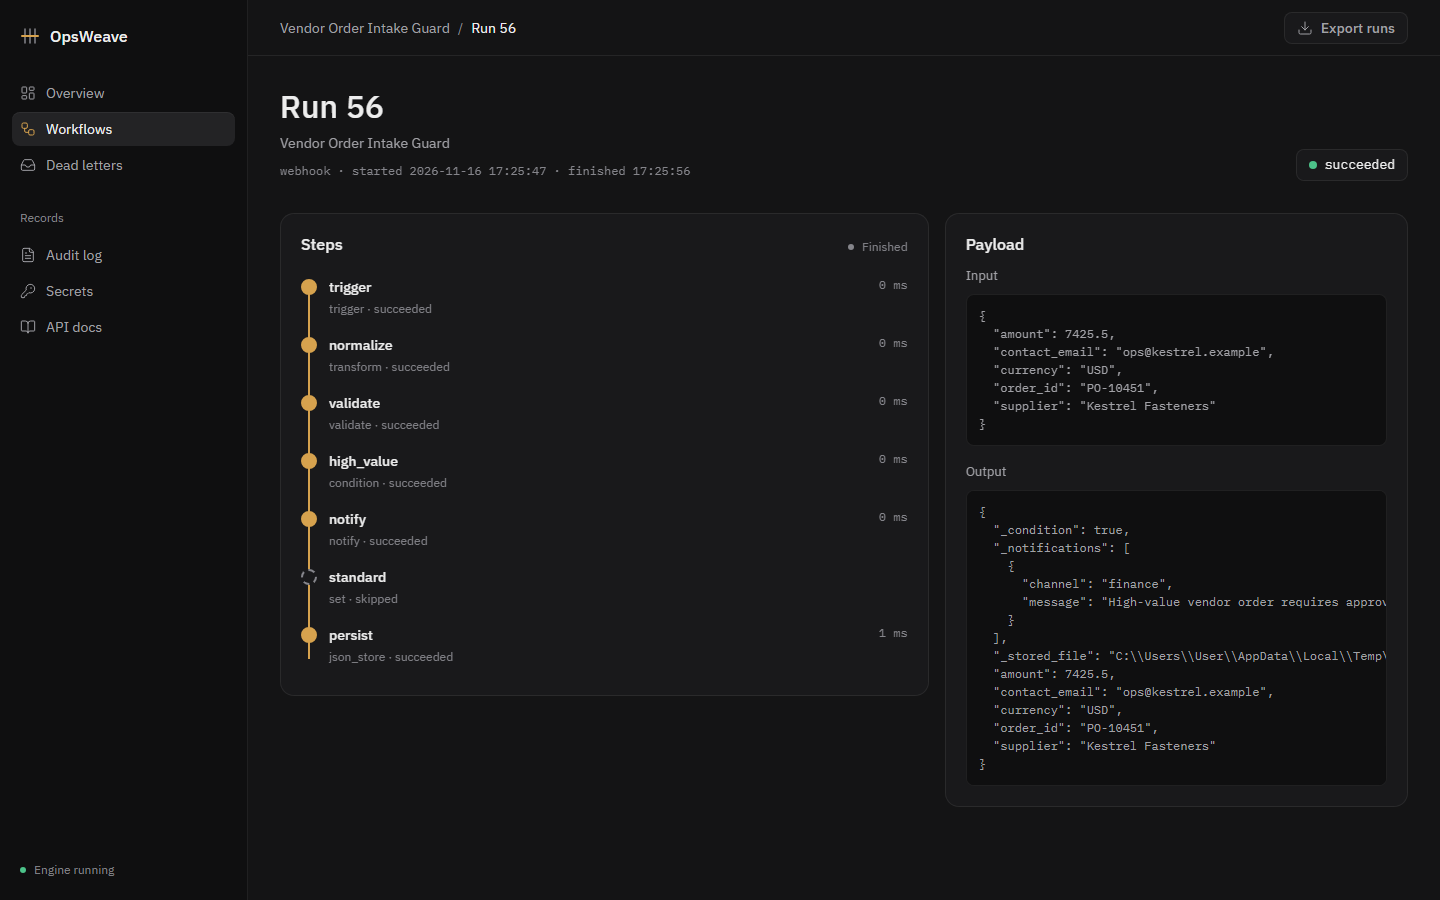 OpsWeave
Overview
Workflows
Dead letters
Records
Audit log
Secrets
API docs
Engine running
Vendor Order Intake Guard / Run 56
Export runs
Run 56
Vendor Order Intake Guard
webhook · started 2026-11-16 17:25:47 · finished 17:25:56
succeeded
Steps
Finished
trigger 0 ms
trigger · succeeded
normalize 0 ms
transform · succeeded
validate 0 ms
validate · succeeded
high_value 0 ms
condition · succeeded
notify 0 ms
notify · succeeded
standard
set · skipped
persist 1 ms
json_store · succeeded
Payload
Input
{
  "amount": 7425.5,
  "contact_email": "ops@kestrel.example",
  "currency": "USD",
  "order_id": "PO-10451",
  "supplier": "Kestrel Fasteners"
}
Output
{
  "_condition": true,
  "_notifications": [
    {
      "channel": "finance",
      "message": "High-value vendor order requires approv
    }
  ],
  "_stored_file": "C:\\Users\\User\\AppData\\Local\\Temp\
  "amount": 7425.5,
  "contact_email": "ops@kestrel.example",
  "currency": "USD",
  "order_id": "PO-10451",
  "supplier": "Kestrel Fasteners"
}